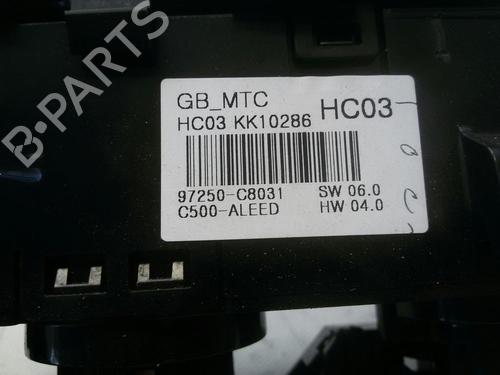 GB_MTC
HC03 KK10286
HC03
97250-C8031 SW 06.0
C500-ALEED HW 04.0
B-PARTS